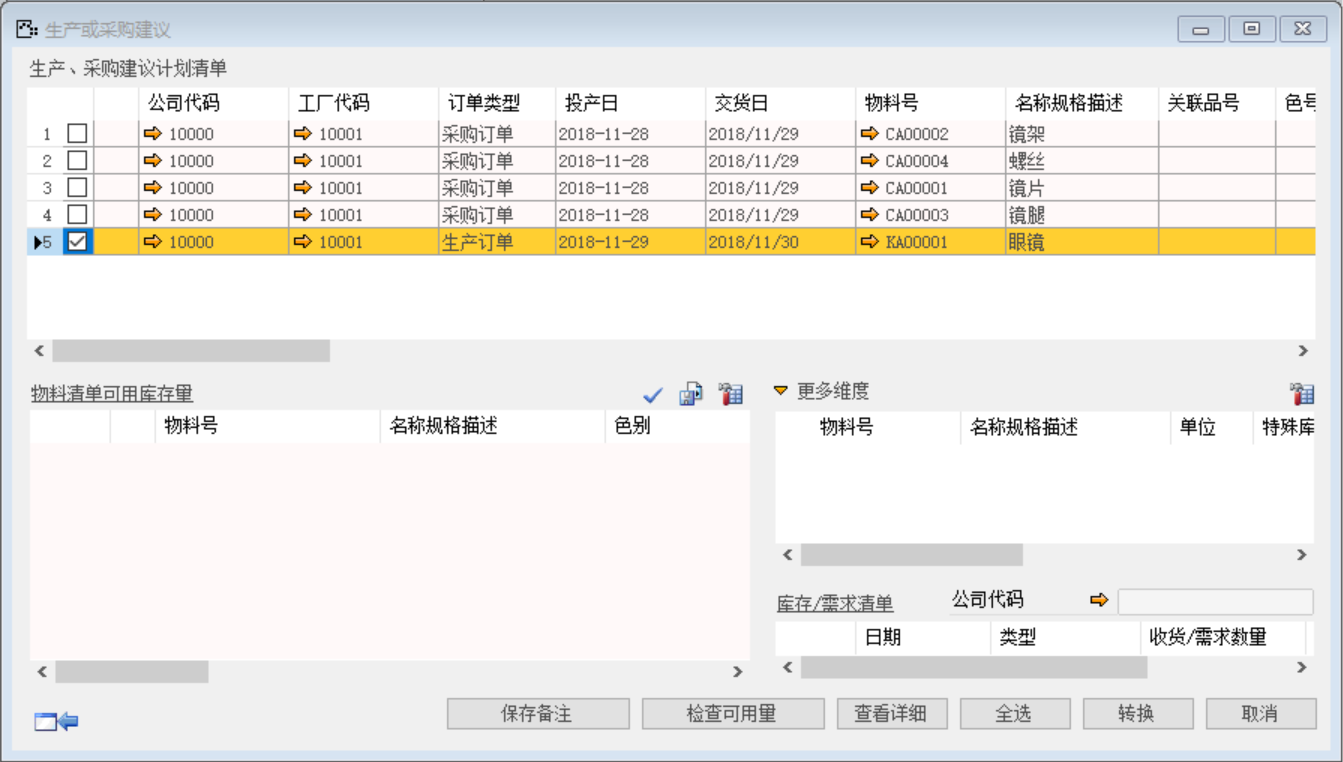 生产或采购建议
生产、采购建议计划清单
公司代码 工厂代码 订单类型 投产日 交货日 物料号 名称规格描述 关联品号 色号
1 10000 10001 采购订单 2018-11-28 2018/11/29 CA00002 镜架
2 10000 10001 采购订单 2018-11-28 2018/11/29 CA00004 螺丝
3 10000 10001 采购订单 2018-11-28 2018/11/29 CA00001 镜片
4 10000 10001 采购订单 2018-11-28 2018/11/29 CA00003 镜腿
5 10000 10001 生产订单 2018-11-29 2018/11/30 KA00001 眼镜
物料清单可用库存量
物料号 名称规格描述 色别
更多维度
物料号 名称规格描述 单位 特殊库
库存/需求清单 公司代码
日期 类型 收货/需求数量
保存备注 检查可用量 查看详细 全选 转换 取消